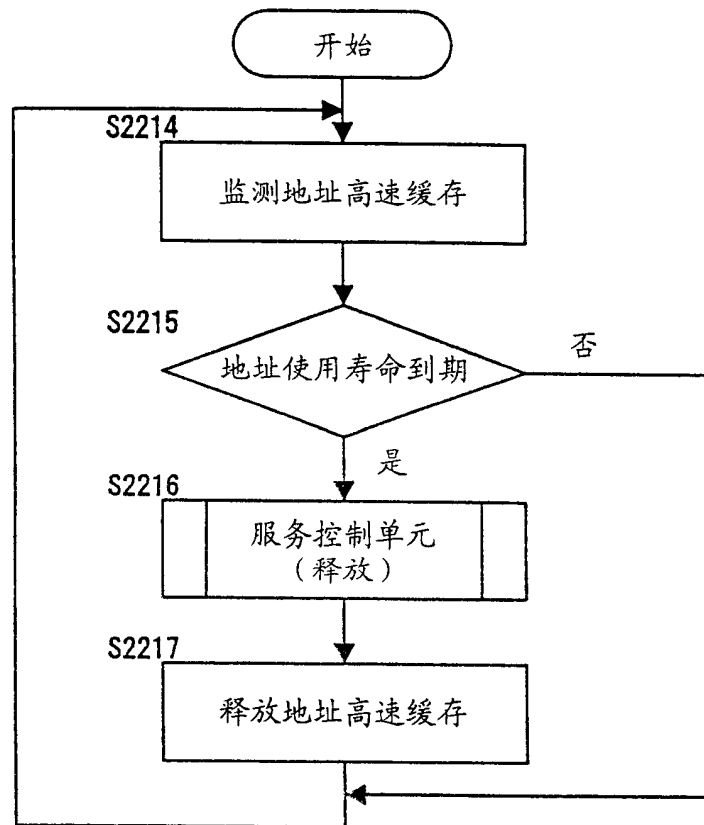 开始
S2214
监测地址高速缓存
S2215
地址使用寿命到期
否
是
S2216
服务控制单元
（释放）
S2217
释放地址高速缓存